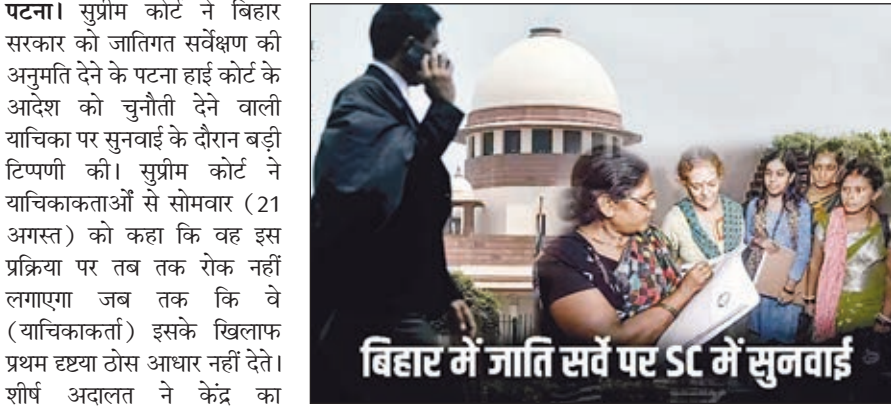 पटना। सुप्रीम कोर्ट ने बिहार
सरकार को जातिगत सर्वेक्षण की
अनुमति देने के पटना हाई कोर्ट के
आदेश को चुनौती देने वाली
याचिका पर सुनवाई के दौरान बड़ी
टिप्पणी की। सुप्रीम कोर्ट ने
याचिकाकताओं से सोमवार (21
अगस्त) को कहा कि वह इस
प्रक्रिया पर तब तक रोक नहीं
लगाएगा जब तक कि वे
(याचिकाकर्ता) इसके खिलाफ
प्रथम दृष्टया ठोस आधार नहीं देते।
शीर्ष अदालत ने केंद्र का
बिहार में जाति सर्वे पर SC में सुनवाई